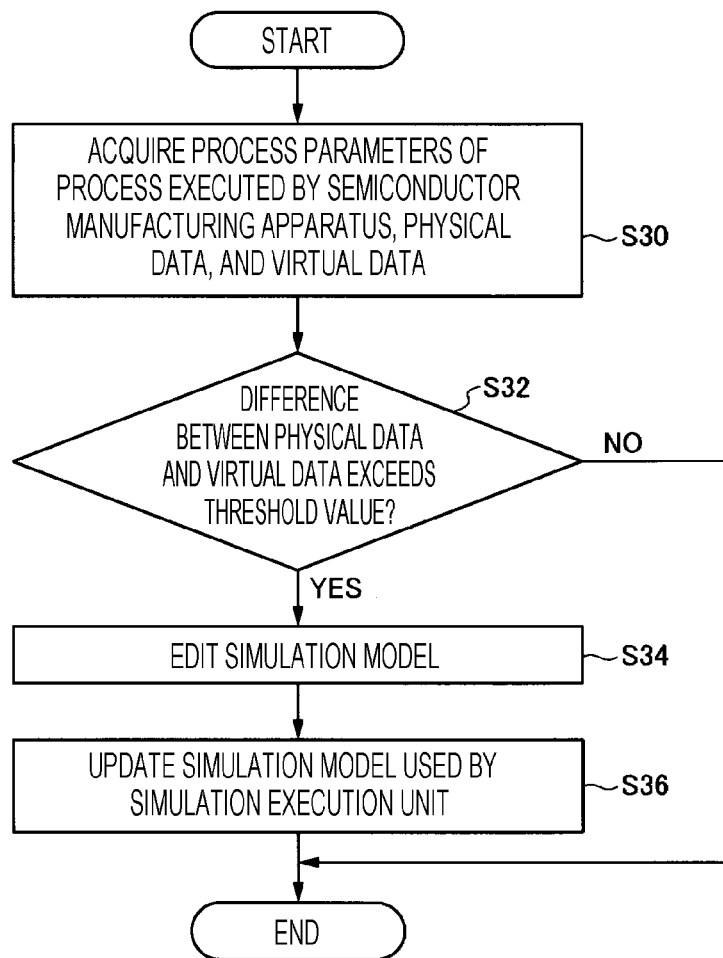 START
ACQUIRE PROCESS PARAMETERS OF
PROCESS EXECUTED BY SEMICONDUCTOR
MANUFACTURING APPARATUS, PHYSICAL
DATA, AND VIRTUAL DATA
S30
S32
DIFFERENCE
BETWEEN PHYSICAL DATA
AND VIRTUAL DATA EXCEEDS
THRESHOLD VALUE?
NO
YES
EDIT SIMULATION MODEL
S34
UPDATE SIMULATION MODEL USED BY
SIMULATION EXECUTION UNIT
S36
END